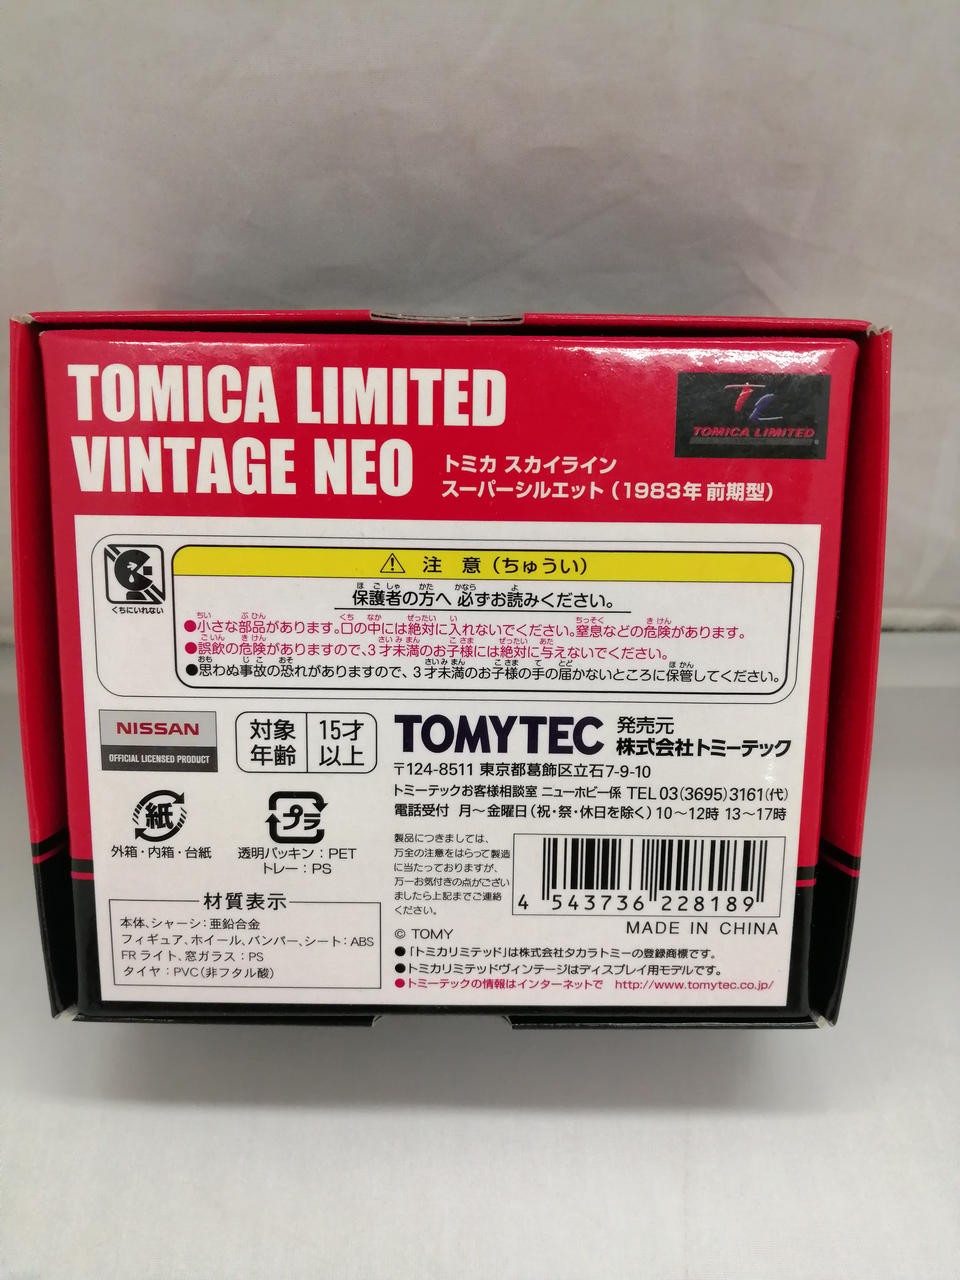 TOMICA LIMITED
VINTAGE NEO
トミカ スカイライン
スーパーシルエット（1983年 前期型）
TOMICA LIMITED
くちにいれない
注 意（ちゅうい）
保護者の方へ 必ずお読みください。
●小さな部品があります。口の中には絶対に入れないでください。窒息などの危険があります。
●誤飲の危険がありますので、3才未満のお子様には絶対に与えないでください。
●思わぬ事故の恐れがありますので、3才未満のお子様の手の届かないところに保管してください。
NISSAN
OFFICIAL LICENSED PRODUCT
対象年齢 15才以上
TOMYTEC 発売元
株式会社トミーテック
〒124-8511 東京都葛飾区立石7-9-10
トミーテックお客様相談室 ニューホビー係 TEL 03(3695)3161(代)
電話受付 月～金曜日(祝・祭・休日を除く) 10～12時 13～17時
紙
外箱・内箱・台紙
プラ
透明パッキン：PET
トレー：PS
材質表示
本体、シャーシ：亜鉛合金
フィギュア、ホイール、バンパー、シート：ABS
FRライト、窓ガラス：PS
タイヤ：PVC(非フタル酸)
製品につきましては、
万全の注意をはらって製造
に当たっておりますが、
万一お気付きの点がござい
ましたら上記までご連絡
ください。
4 543736 228189
© TOMY
MADE IN CHINA
●「トミカリミテッド」は株式会社タカラトミーの登録商標です。
●トミカリミテッドヴィンテージはディスプレイ用モデルです。
●トミーテックの情報はインターネットで http://www.tomytec.co.jp/